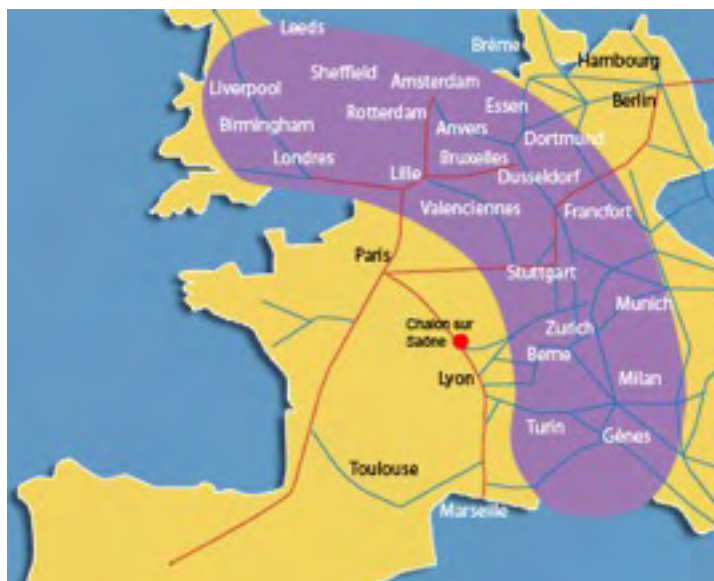 Leeds
Brême
Hambourg
Sheffield
Amsterdam
Liverpool
Essen
Berlin
Rotterdam
Birmingham
Anvers
Dortmund
Londres
Bruxelles
Lille
Dusseldorf
Valenciennes
Francfort
Paris
Stuttgart
Munich
Chalon sur
Saône
Zurich
Berne
Lyon
Milan
Turin
Gênes
Toulouse
Marseille